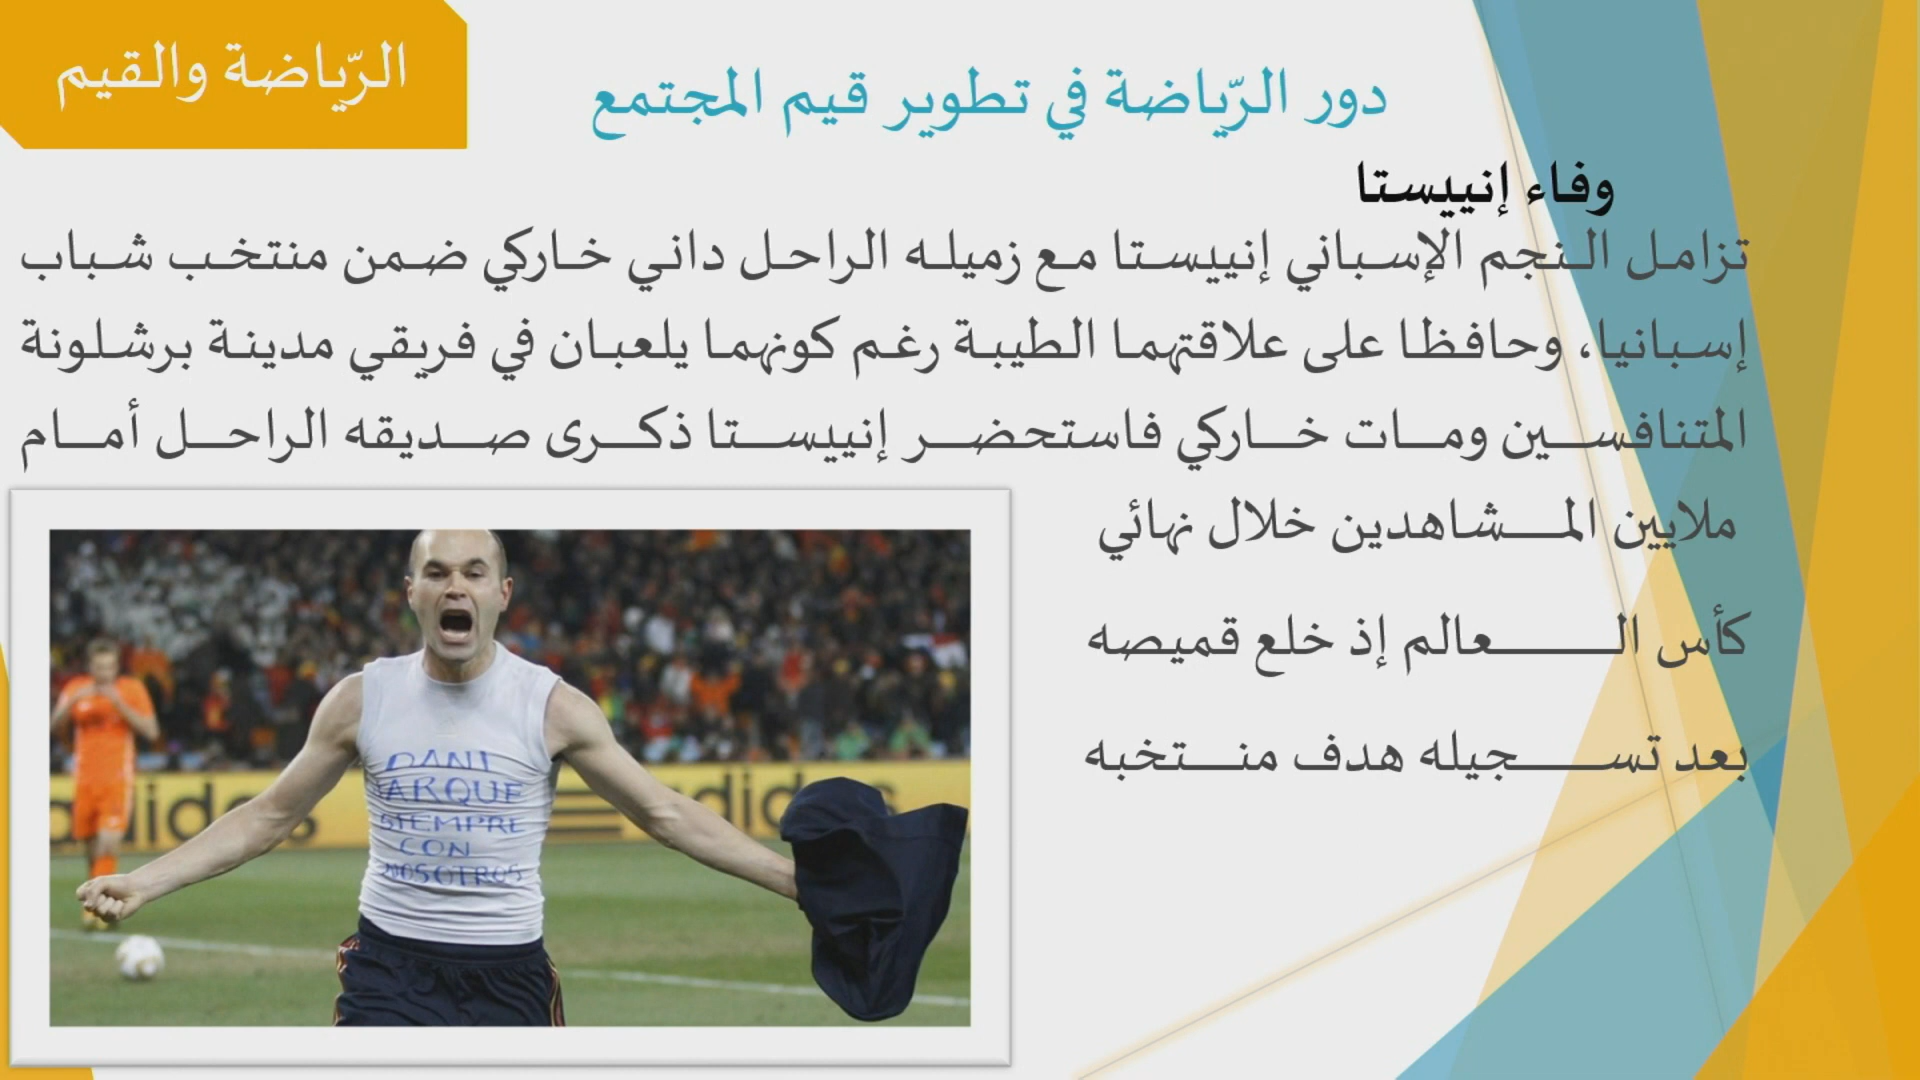 الرّياضة والقيم
دور الرّياضة في تطوير قيم المجتمع
وفاء إنييستا
تزامل النجم الإسباني إنييستا مع زميله الراحل داني خاركي ضمن منتخب شباب
إسبانيا، وحافظا على علاقتهما الطيبة رغم كونهما يلعبان في فريقي مدينة برشلونة
المتنافسين ومات خاركي فاستحضر إنييستا ذكرى صديقه الراحل أمام
ملايين المشاهدين خلال نهائي
كأس العالم إذ خلع قميصه
بعد تسجيله هدف منتخبه
DANI
JARQUE
SIEMPRE
CON
NOSOTROS
adidas
adidas